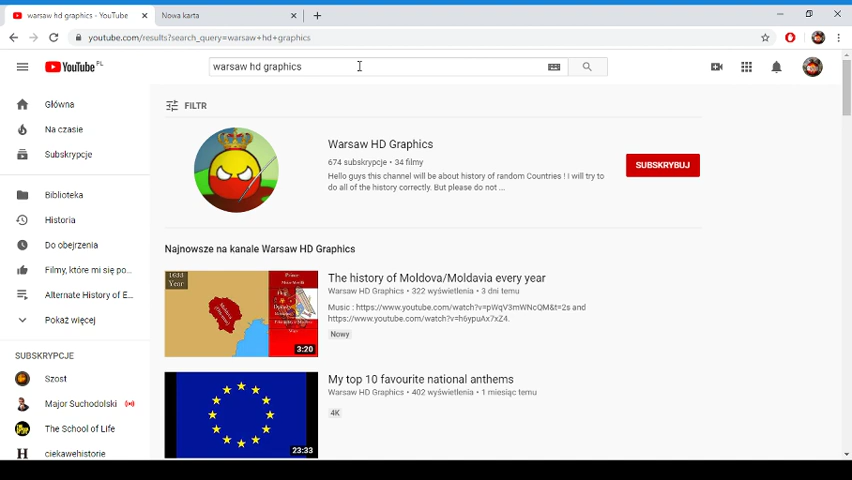 warsaw hd graphics - YouTube
Nowa karta
youtube.com/results?search_query=warsaw+hd+graphics
YouTube PL
warsaw hd graphics
Główna
Na czasie
Subskrypcje
Biblioteka
Historia
Do obejrzenia
Filmy, które mi się po...
Alternate History of E...
Pokaż więcej
SUBSKRYPCJE
Szost
Major Suchodolski
The School of Life
ciekawehistorie
FILTR
Warsaw HD Graphics
674 subskrypcje • 34 filmy
Hello guys this channel will be about history of random Countries ! I will try to
do all of the history correctly. But please do not ...
SUBSKRYBUJ
Najnowsze na kanale Warsaw HD Graphics
Year
3:20
The history of Moldova/Moldavia every year
Warsaw HD Graphics • 322 wyświetlenia • 3 dni temu
Music : https://www.youtube.com/watch?v=pWqV3mWNcQM&t=2s and
https://www.youtube.com/watch?v=h6ypuAx7xZ4.
Nowy
23:33
My top 10 favourite national anthems
Warsaw HD Graphics • 402 wyświetlenia • 1 miesiąc temu
4K